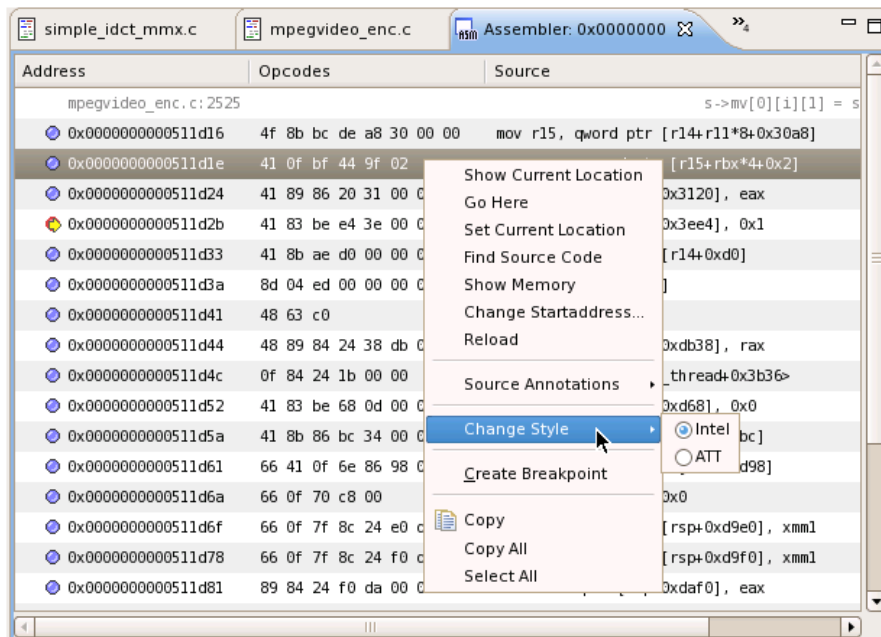 simple_idct_mmx.c mpegvideo_enc.c Assembler: 0x0000000 4
Address Opcodes Source
mpegvideo_enc.c:2525 s->mv[0][i][1] = s
0x0000000000511d16 4f 8b bc de a8 30 00 00 mov r15, qword ptr [r14+r11*8+0x30a8]
0x0000000000511d1e 41 0f bf 44 9f 02 [r15+rbx*4+0x2]
0x0000000000511d24 41 89 86 20 31 00 0x3120], eax
0x0000000000511d2b 41 83 be e4 3e 00 0x3ee4], 0x1
0x0000000000511d33 41 8b ae d0 00 00 [r14+0xd0]
0x0000000000511d3a 8d 04 ed 00 00 00 ]
0x0000000000511d41 48 63 c0
0x0000000000511d44 48 89 84 24 38 db 0xdb38], rax
0x0000000000511d4c 0f 84 24 1b 00 00 _thread+0x3b36>
0x0000000000511d52 41 83 be 68 0d 00 0xd68], 0x0
0x0000000000511d5a 41 8b 86 bc 34 00 bc]
0x0000000000511d61 66 41 0f 6e 86 98 d98]
0x0000000000511d6a 66 0f 70 c8 00 0x0
0x0000000000511d6f 66 0f 7f 8c 24 e0 [rsp+0xd9e0], xmm1
0x0000000000511d78 66 0f 7f 8c 24 f0 [rsp+0xd9f0], xmm1
0x0000000000511d81 89 84 24 f0 da 00 0xdaf0], eax
Show Current Location
Go Here
Set Current Location
Find Source Code
Show Memory
Change Startaddress...
Reload
Source Annotations
Change Style
Intel
ATT
Create Breakpoint
Copy
Copy All
Select All